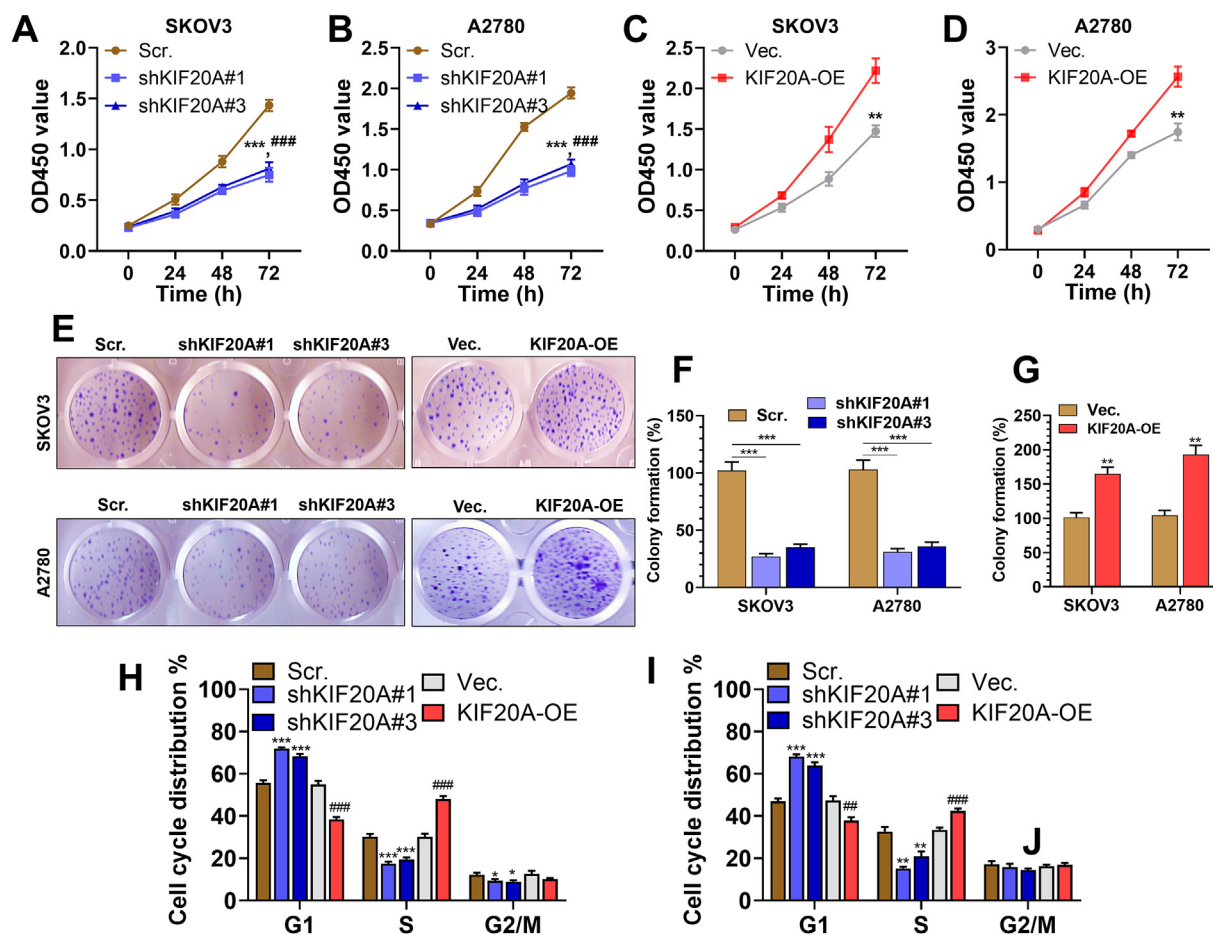 A
SKOV3
OD450 value
2.0
1.5
1.0
0.5
0.0
Scr.
shKIF20A#1
shKIF20A#3
***, ###
0 24 48 72
Time (h)
B
A2780
OD450 value
2.5
2.0
1.5
1.0
0.5
0.0
Scr.
shKIF20A#1
shKIF20A#3
***, ###
0 24 48 72
Time (h)
C
SKOV3
OD450 value
2.5
2.0
1.5
1.0
0.5
0.0
Vec.
KIF20A-OE
**
0 24 48 72
Time (h)
D
A2780
OD450 value
3
2
1
0
Vec.
KIF20A-OE
**
0 24 48 72
Time (h)
E
Scr. shKIF20A#1 shKIF20A#3 Vec. KIF20A-OE
SKOV3
Scr. shKIF20A#1 shKIF20A#3 Vec. KIF20A-OE
A2780
F
Colony formation (%)
150
100
50
0
Scr.
shKIF20A#1
shKIF20A#3
***
***
***
***
SKOV3 A2780
G
Colony formation (%)
250
200
150
100
50
0
Vec.
KIF20A-OE
**
**
SKOV3 A2780
H
Cell cycle distribution %
100
80
60
40
20
0
Scr.
shKIF20A#1
shKIF20A#3
Vec.
KIF20A-OE
*** *** ###
*** *** ###
* *
G1 S G2/M
I
Cell cycle distribution %
100
80
60
40
20
0
Scr.
shKIF20A#1
shKIF20A#3
Vec.
KIF20A-OE
*** *** ##
** ** ###
J
G1 S G2/M